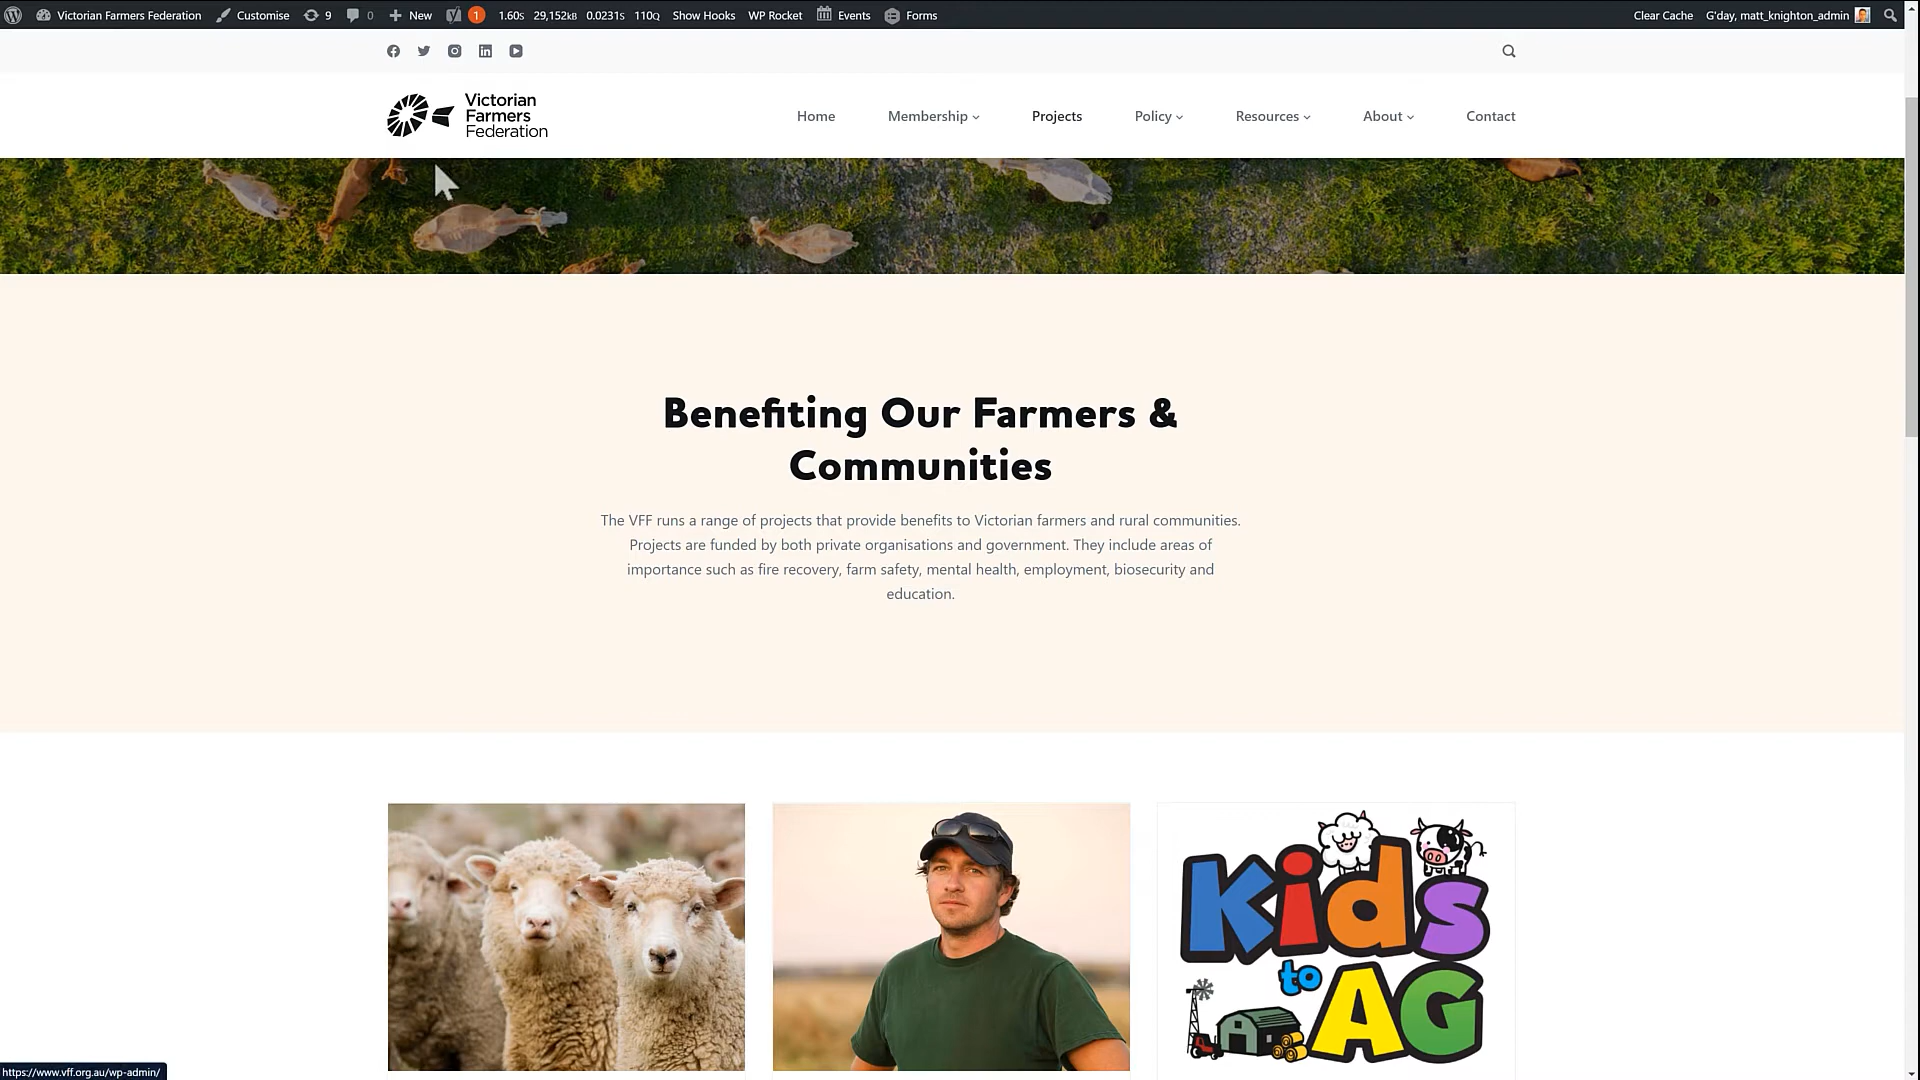 Victorian Farmers Federation Customise 9 0 New 1 1.60s 29,152kB 0.0231s 110Q Show Hooks WP Rocket Events Forms Clear Cache G'day, matt_knighton_admin
Victorian
Farmers
Federation
Home Membership Projects Policy Resources About Contact
Benefiting Our Farmers &
Communities
The VFF runs a range of projects that provide benefits to Victorian farmers and rural communities.
Projects are funded by both private organisations and government. They include areas of
importance such as fire recovery, farm safety, mental health, employment, biosecurity and
education.
Kids
to
AG
https://www.vff.org.au/wp-admin/